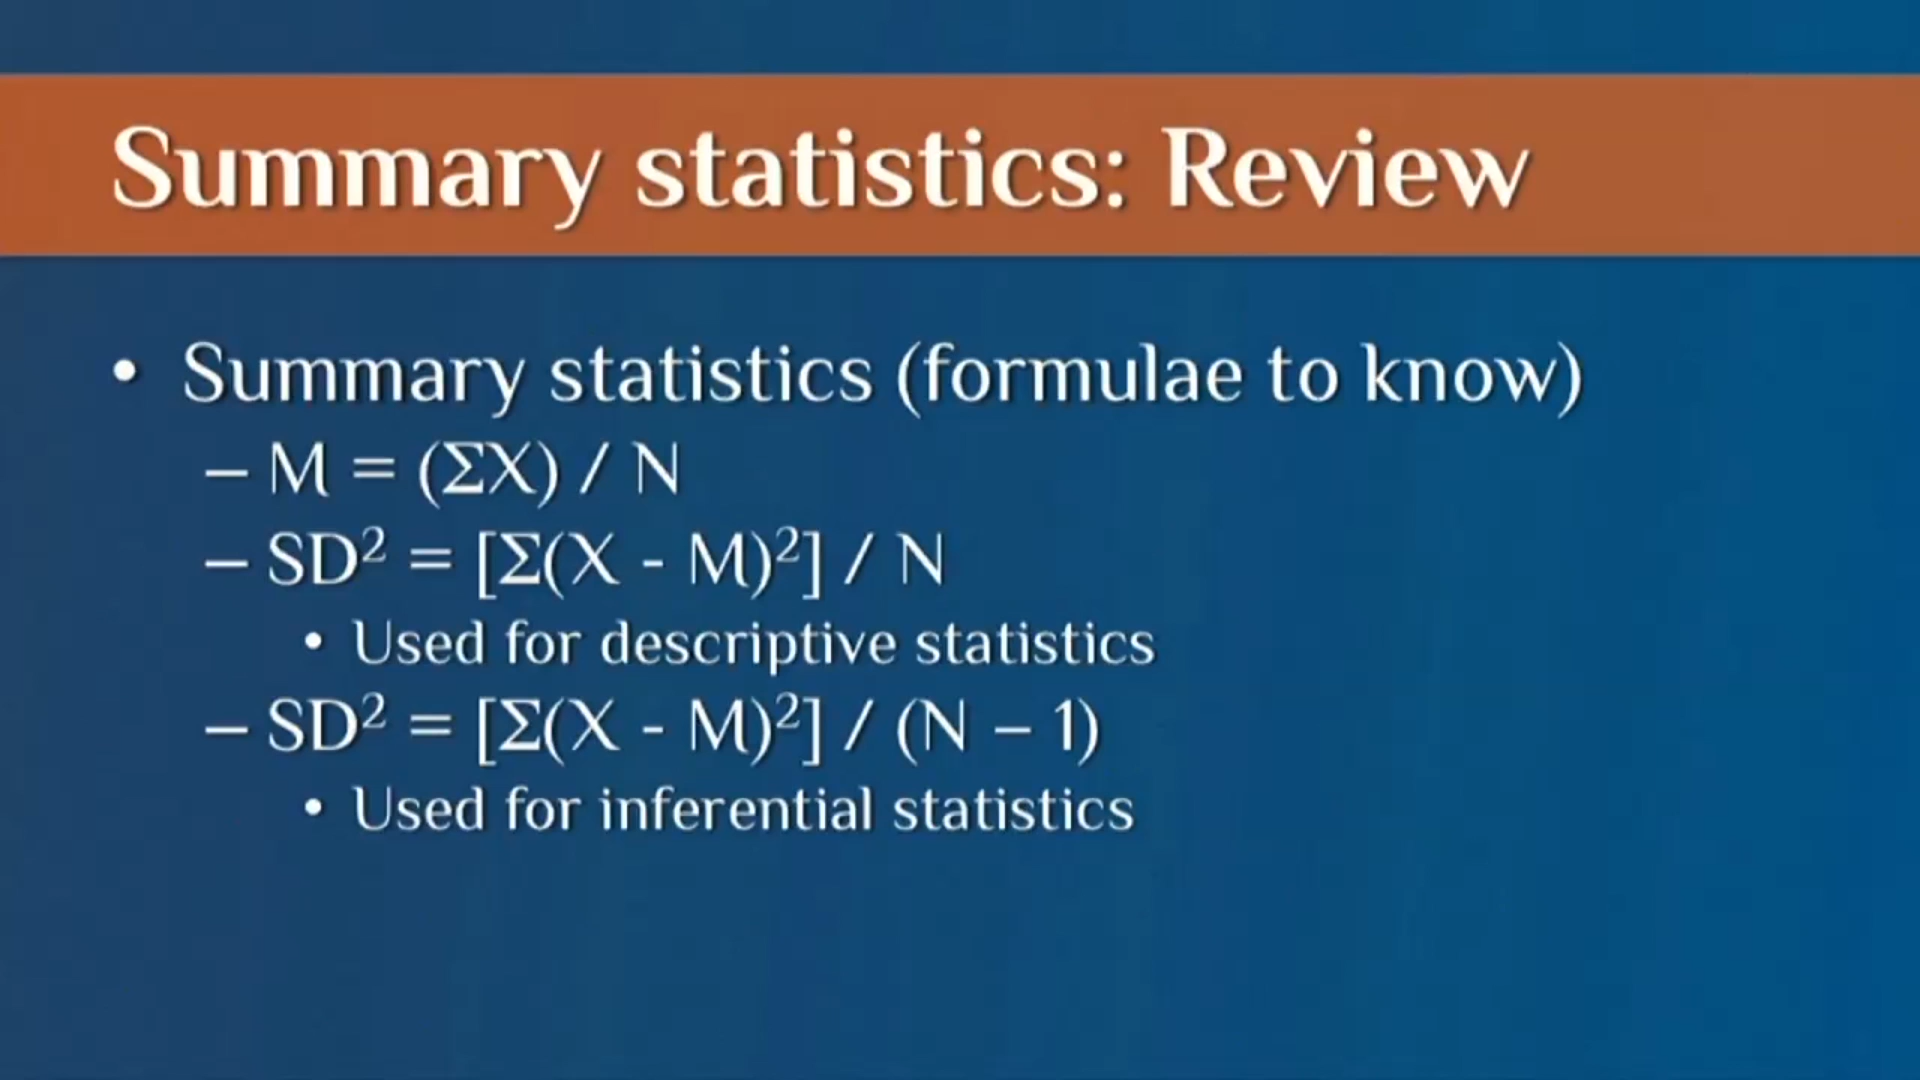 Summary statistics: Review
• Summary statistics (formulae to know)
– M = (ΣX) / N
– SD² = [Σ(X - M)²] / N
• Used for descriptive statistics
– SD² = [Σ(X - M)²] / (N – 1)
• Used for inferential statistics